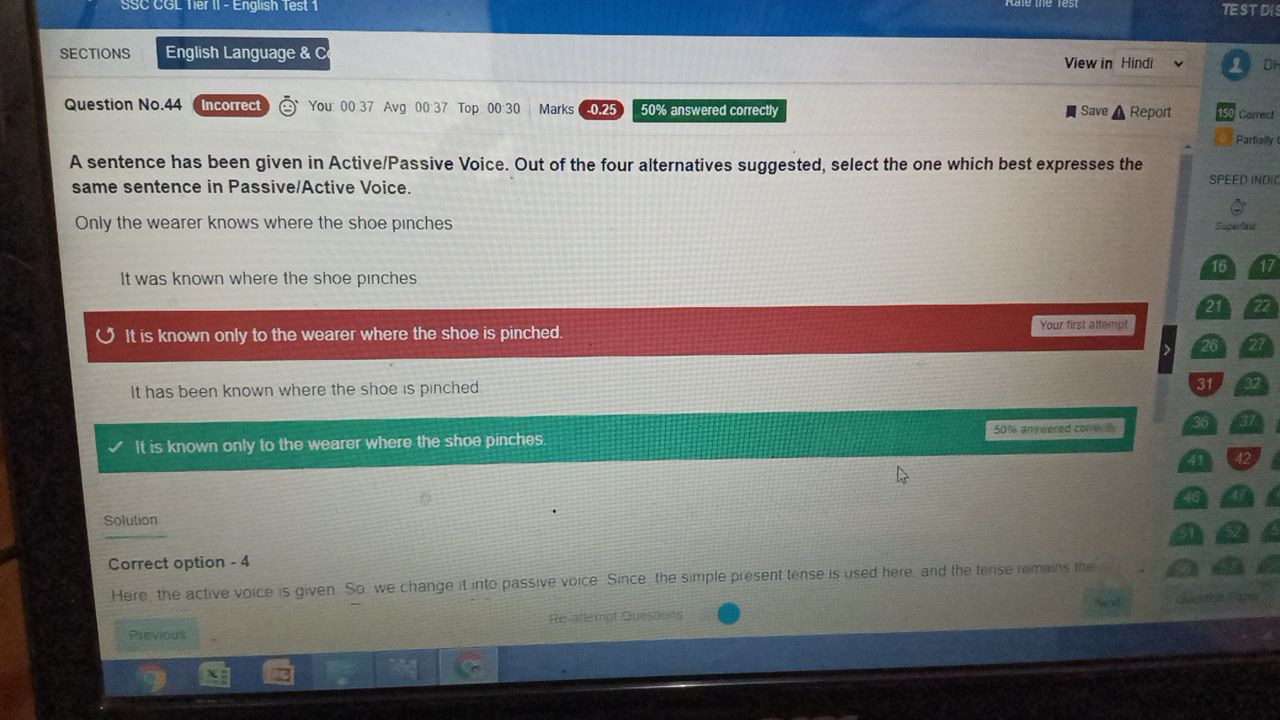 SSC CGL Tier II - English Test 1
Rate the Test
TEST DIS
SECTIONS
English Language & Co
View in Hindi
DH
Question No.44 Incorrect You 00:37 Avg 00:37 Top 00:30 Marks -0.25 50% answered correctly Save Report
150 Correct
0 Partially
A sentence has been given in Active/Passive Voice. Out of the four alternatives suggested, select the one which best expresses the
same sentence in Passive/Active Voice.
SPEED INDIC
Superfast
Only the wearer knows where the shoe pinches
It was known where the shoe pinches
16 17
It is known only to the wearer where the shoe is pinched.
Your first attempt
21 22
26 27
It has been known where the shoe is pinched
31 32
It is known only to the wearer where the shoe pinches.
50% answered correctly
36 37
41 42
46 47
Solution
51 52
Correct option - 4
Here, the active voice is given. So, we change it into passive voice. Since, the simple present tense is used here, and the tense remains the
Re-attempt Questions
Previous
Next
Question Paper